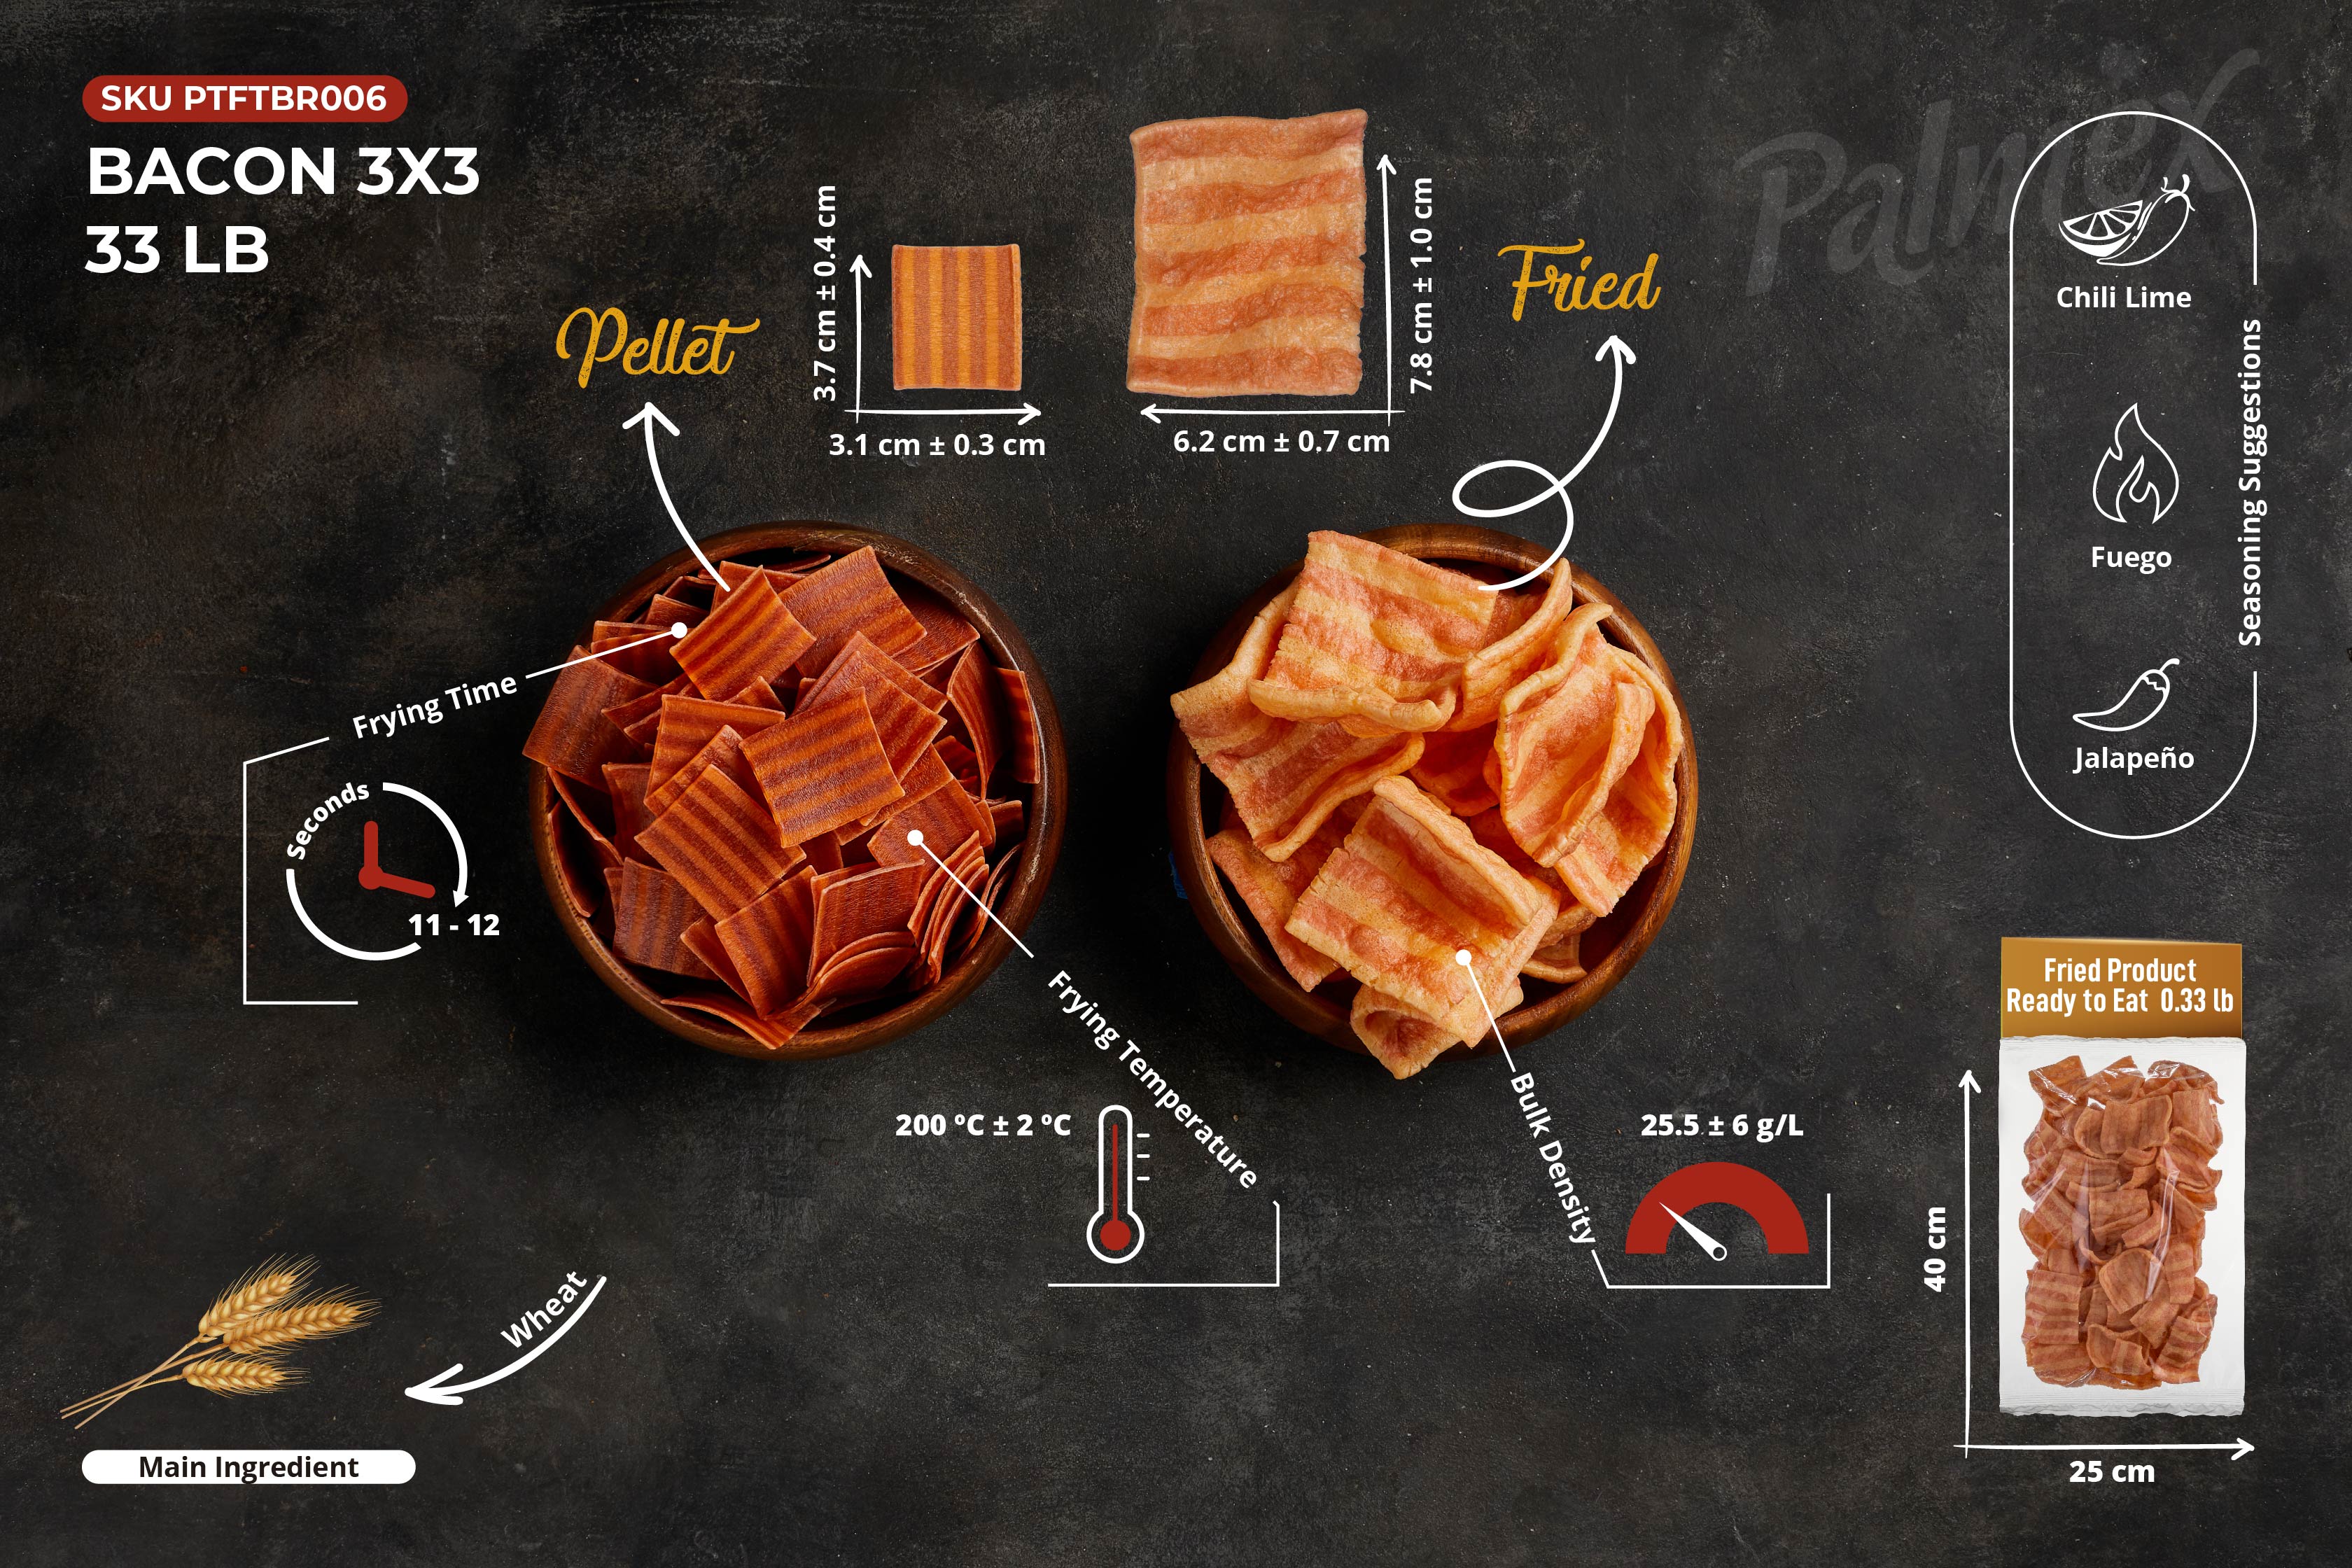 SKU PTFTBR006
BACON 3X3
33 LB
Palmex
Pellet
3.7 cm ± 0.4 cm
3.1 cm ± 0.3 cm
7.8 cm ± 1.0 cm
6.2 cm ± 0.7 cm
Fried
Chili Lime
Fuego
Jalapeño
Seasoning Suggestions
Frying Time
Seconds
11 - 12
Frying Temperature
200 ºC ± 2 ºC
Bulk Density
25.5 ± 6 g/L
Fried Product
Ready to Eat 0.33 lb
40 cm
25 cm
Wheat
Main Ingredient